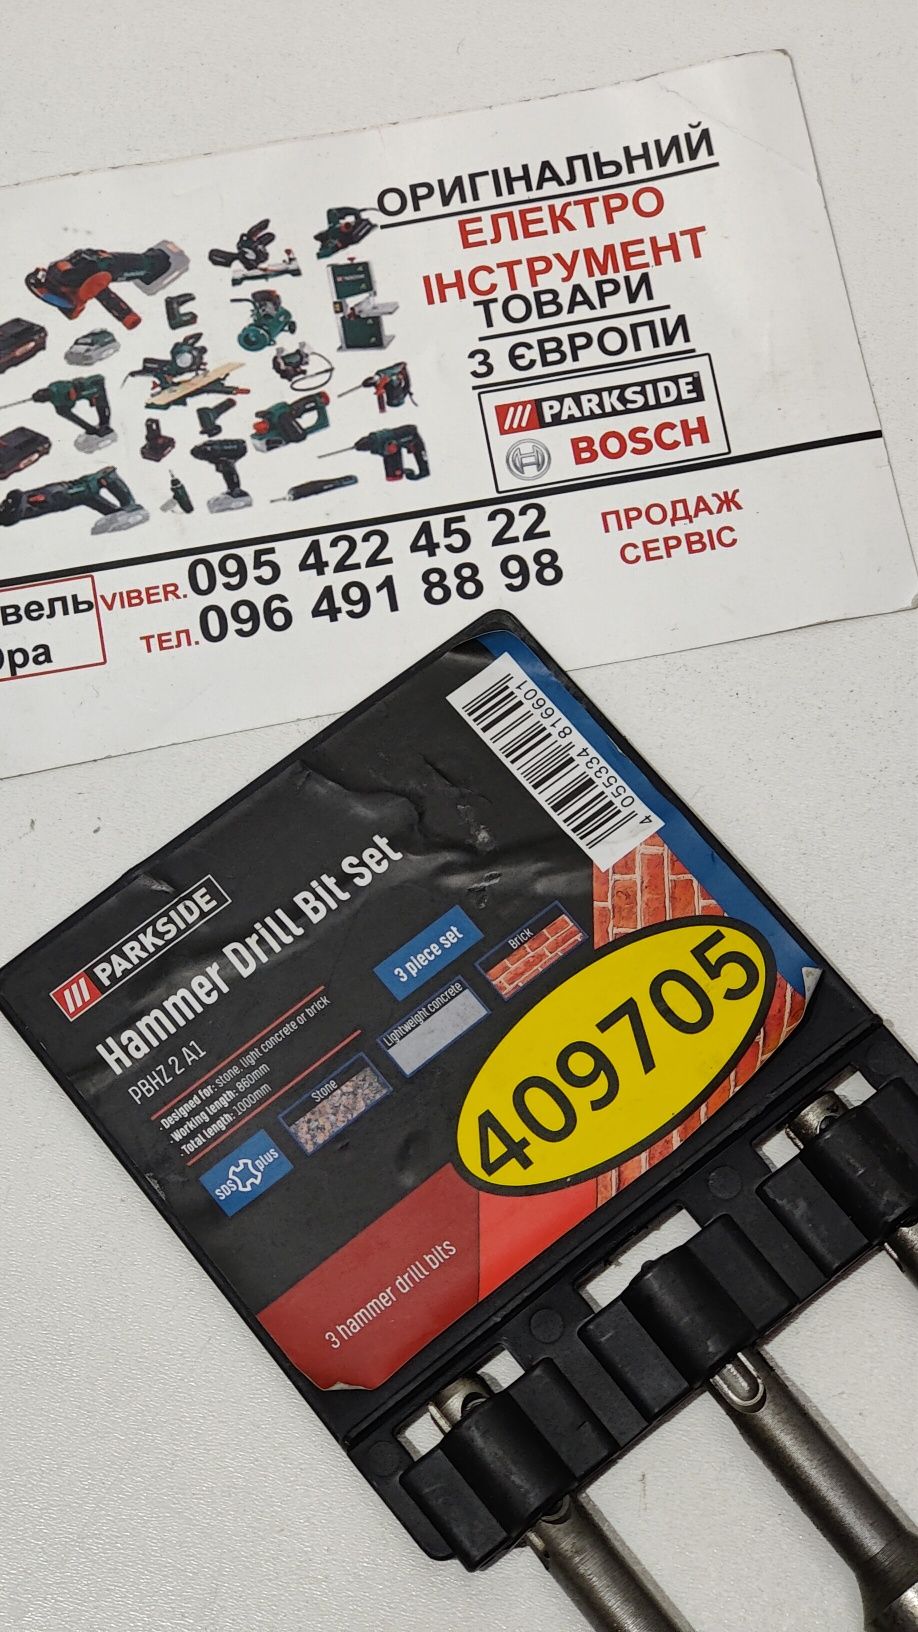 ОРИГІНАЛЬНИЙ
ЕЛЕКТРО
ІНСТРУМЕНТ
ТОВАРИ
З ЄВРОПИ
PARKSIDE
BOSCH
ПРОДАЖ
СЕРВІС
VIBER. 095 422 45 22
ТЕЛ. 096 491 88 98
4 055334 816601
PARKSIDE
Hammer Drill Bit Set
PBHZ 2 A1
3 piece set
-Designed for: stone, light concrete or brick
-Working length: 860mm
-Total length: 1000mm
SDS plus
Stone
Lightweight concrete
Brick
409705
3 hammer drill bits